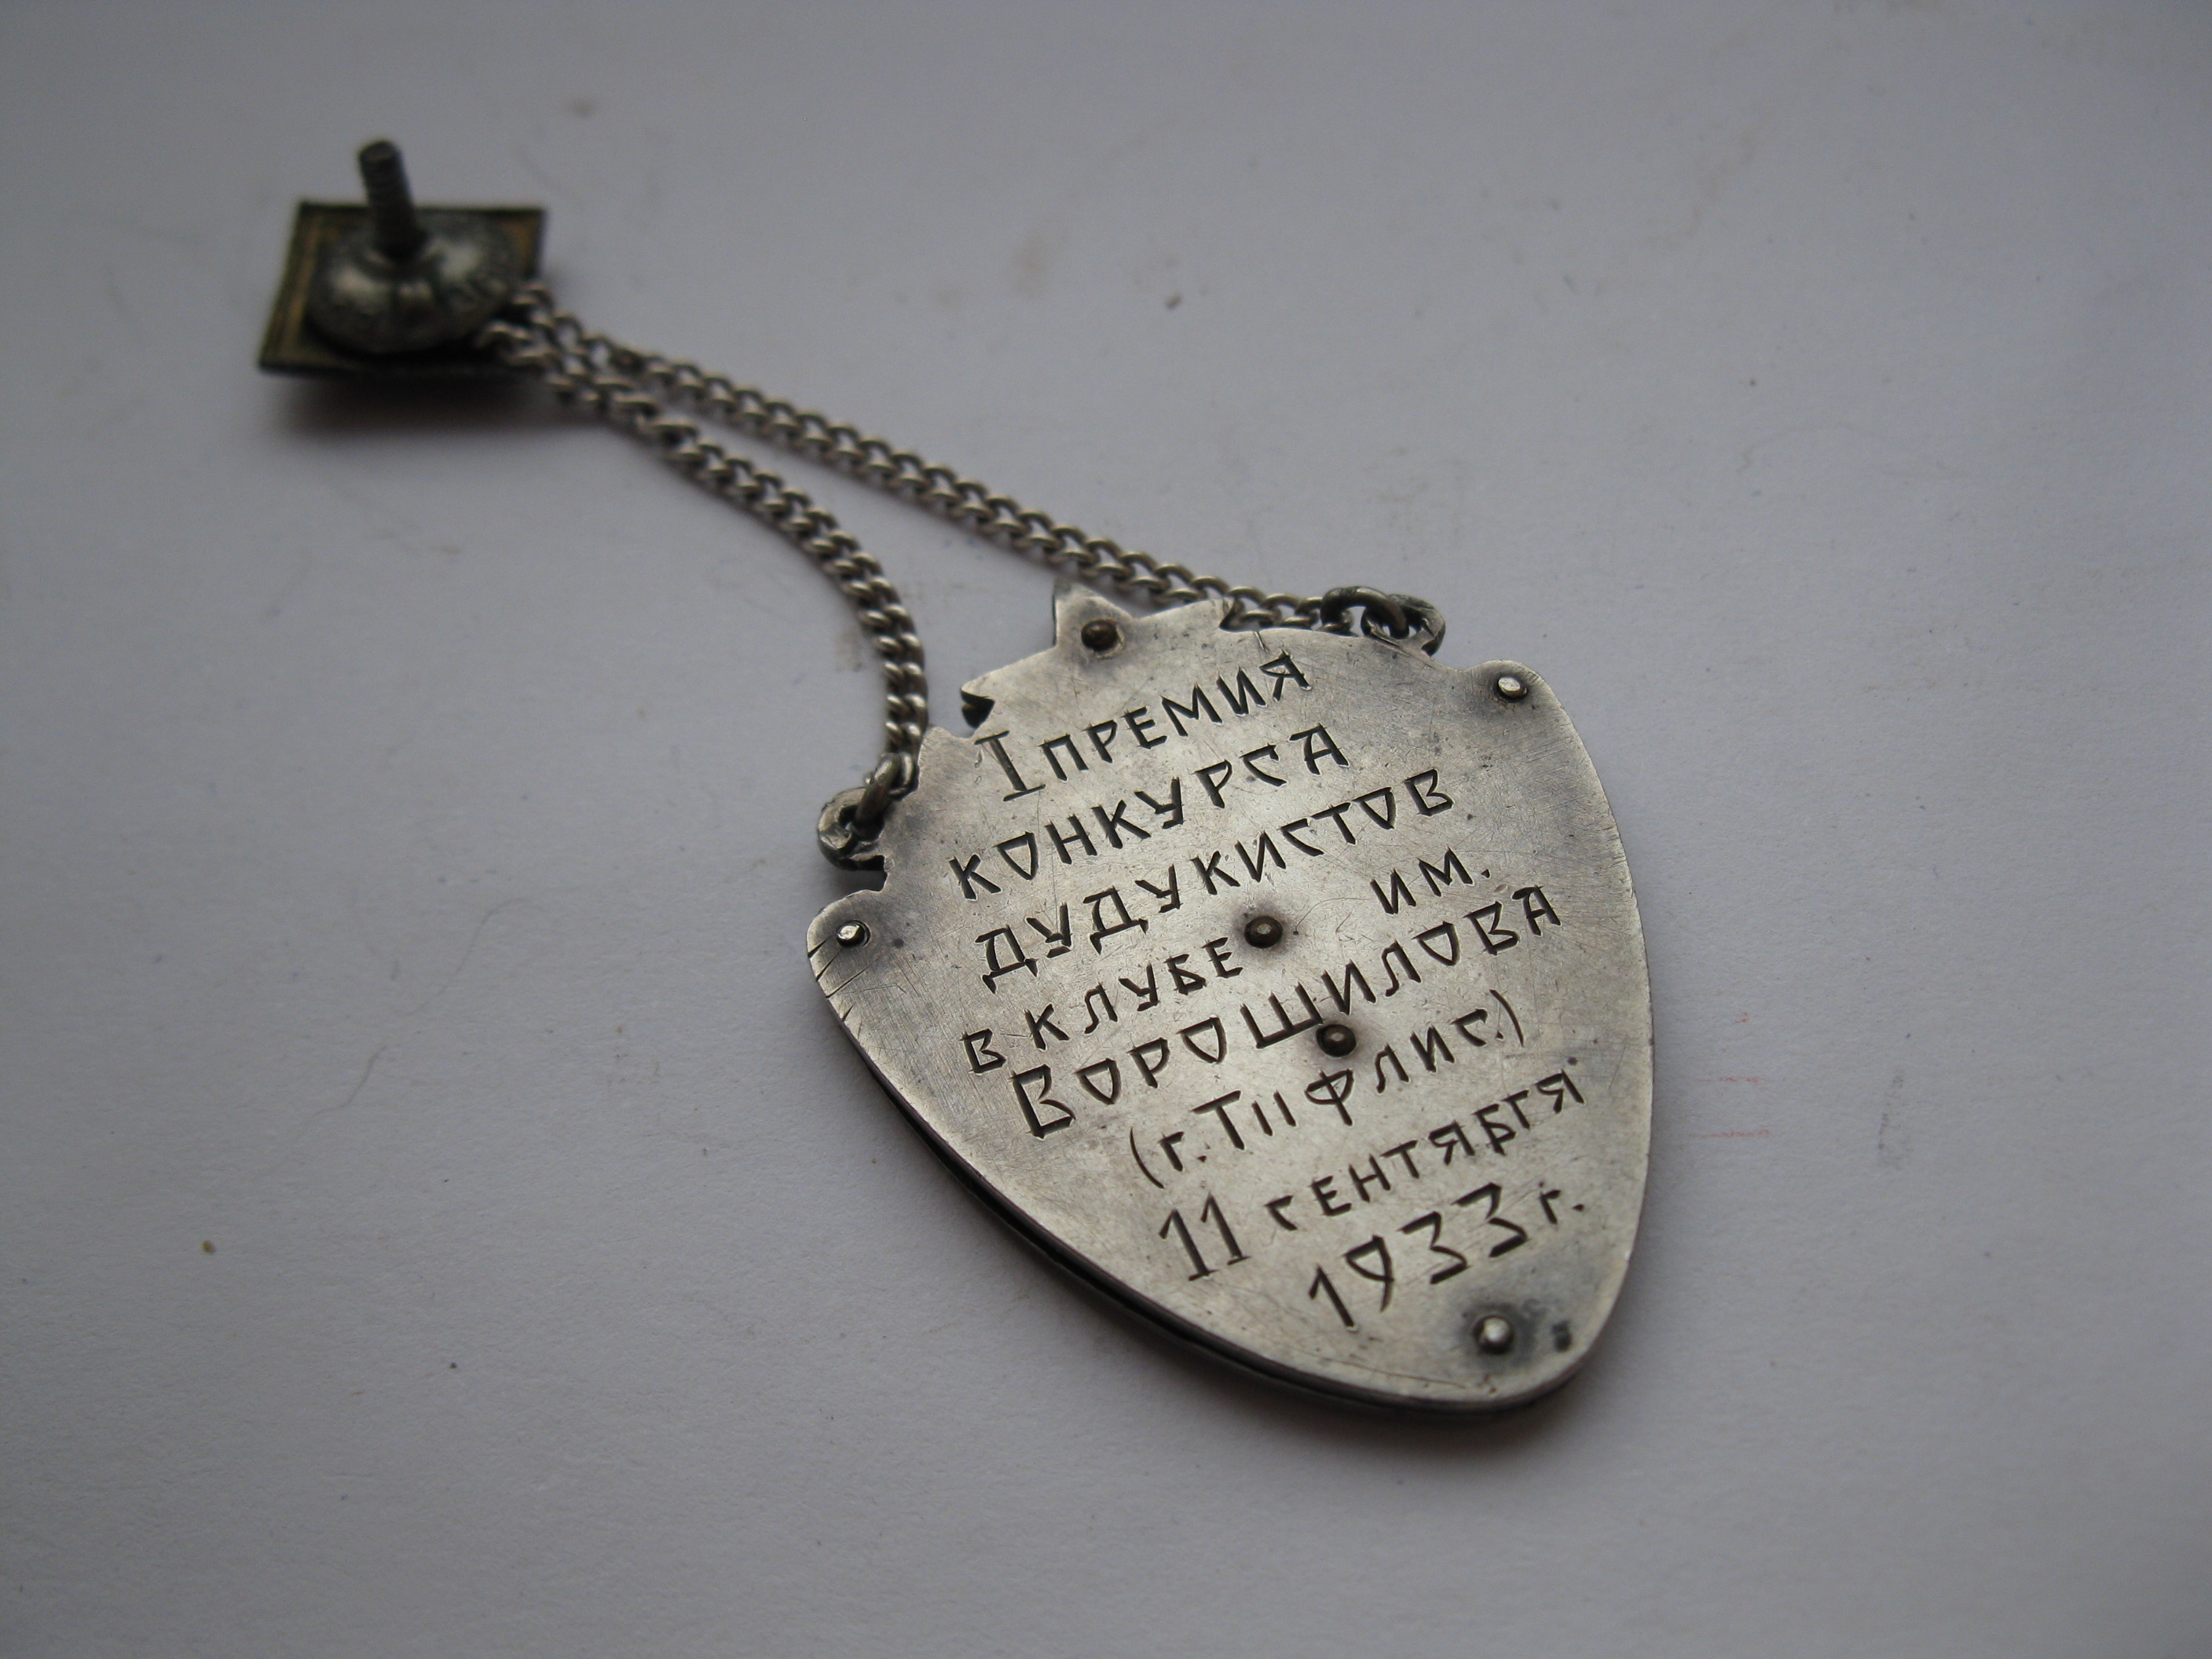 I ПРЕМИЯ
КОНКУРСА
ДУДУКИСТОВ
В КЛУБЕ ИМ.
ВОРОШИЛОВА
(г. Тифлис.)
11 СЕНТЯБРЯ
1933 г.